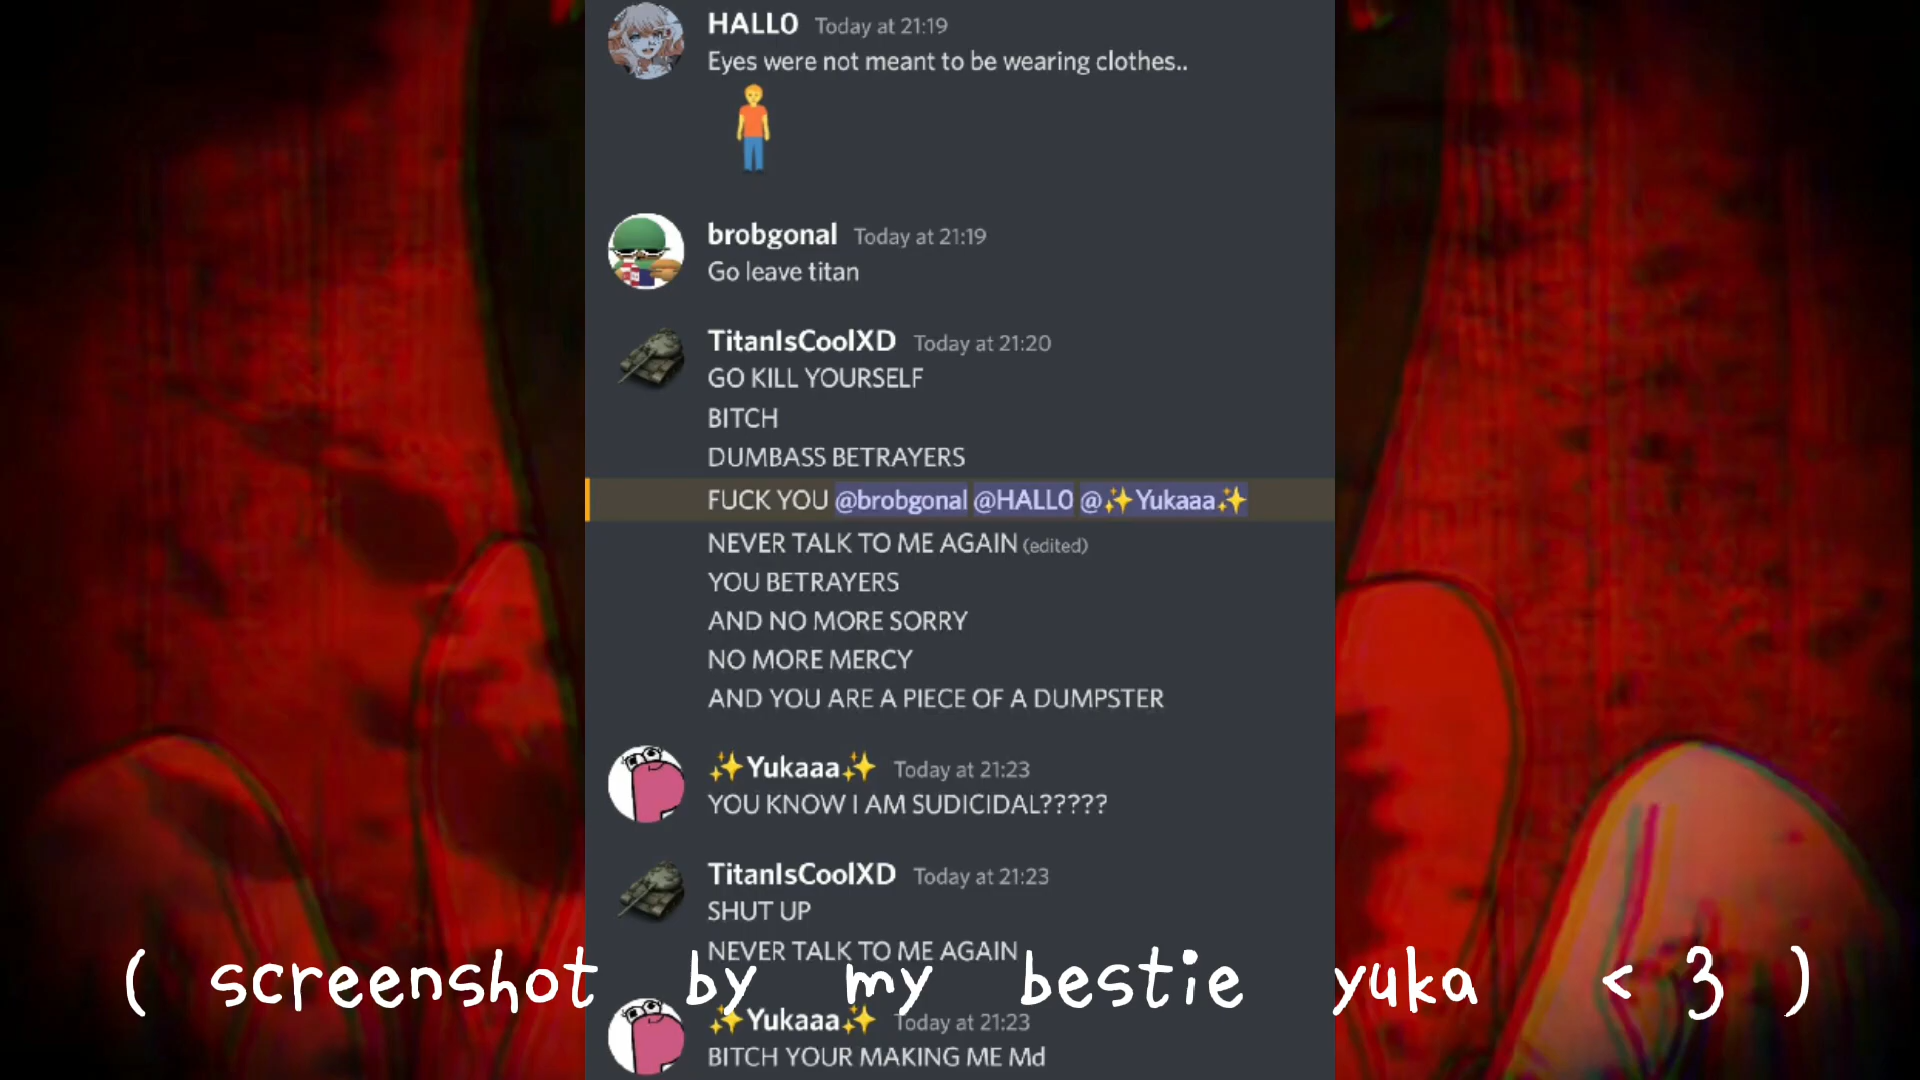 HALLO Today at 21:19
Eyes were not meant to be wearing clothes..
brobgonal Today at 21:19
Go leave titan
TitanIsCoolXD Today at 21:20
GO KILL YOURSELF
BITCH
DUMBASS BETRAYERS
FUCK YOU @brobgonal @HALLO @✨Yukaaa✨
NEVER TALK TO ME AGAIN (edited)
YOU BETRAYERS
AND NO MORE SORRY
NO MORE MERCY
AND YOU ARE A PIECE OF A DUMPSTER
✨Yukaaa✨ Today at 21:23
YOU KNOW I AM SUDICIDAL?????
TitanIsCoolXD Today at 21:23
SHUT UP
NEVER TALK TO ME AGAIN
( screenshot by my bestie yuka <3 )
✨Yukaaa✨ Today at 21:23
BITCH YOUR MAKING ME Md